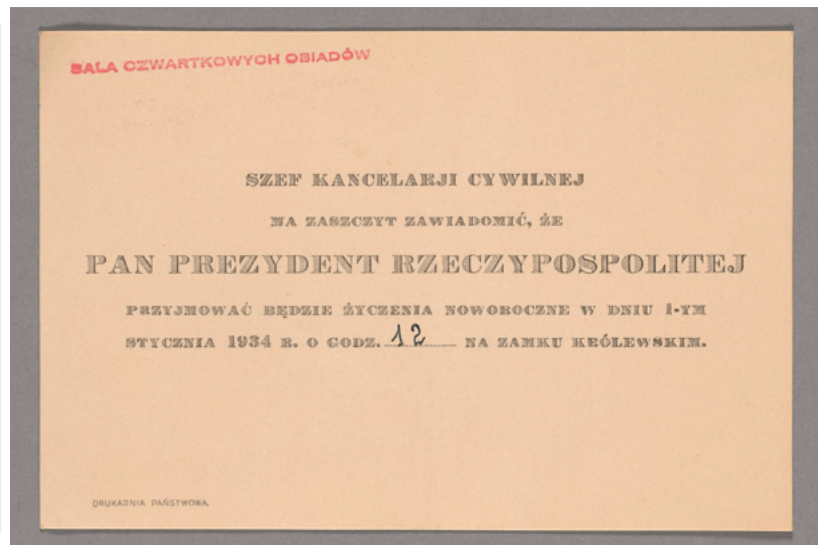 SALA CZWARTKOWYCH OBIADÓW
SZEF KANCELARJI CYWILNEJ
MA ZASZCZYT ZAWIADOMIĆ, ŻE
PAN PREZYDENT RZECZYPOSPOLITEJ
PRZYJMOWAĆ BĘDZIE ŻYCZENIA NOWOROCZNE W DNIU 1-YM
STYCZNIA 1934 R. O GODZ. 12 NA ZAMKU KRÓLEWSKIM.
DRUKARNIA PAŃSTWOWA.